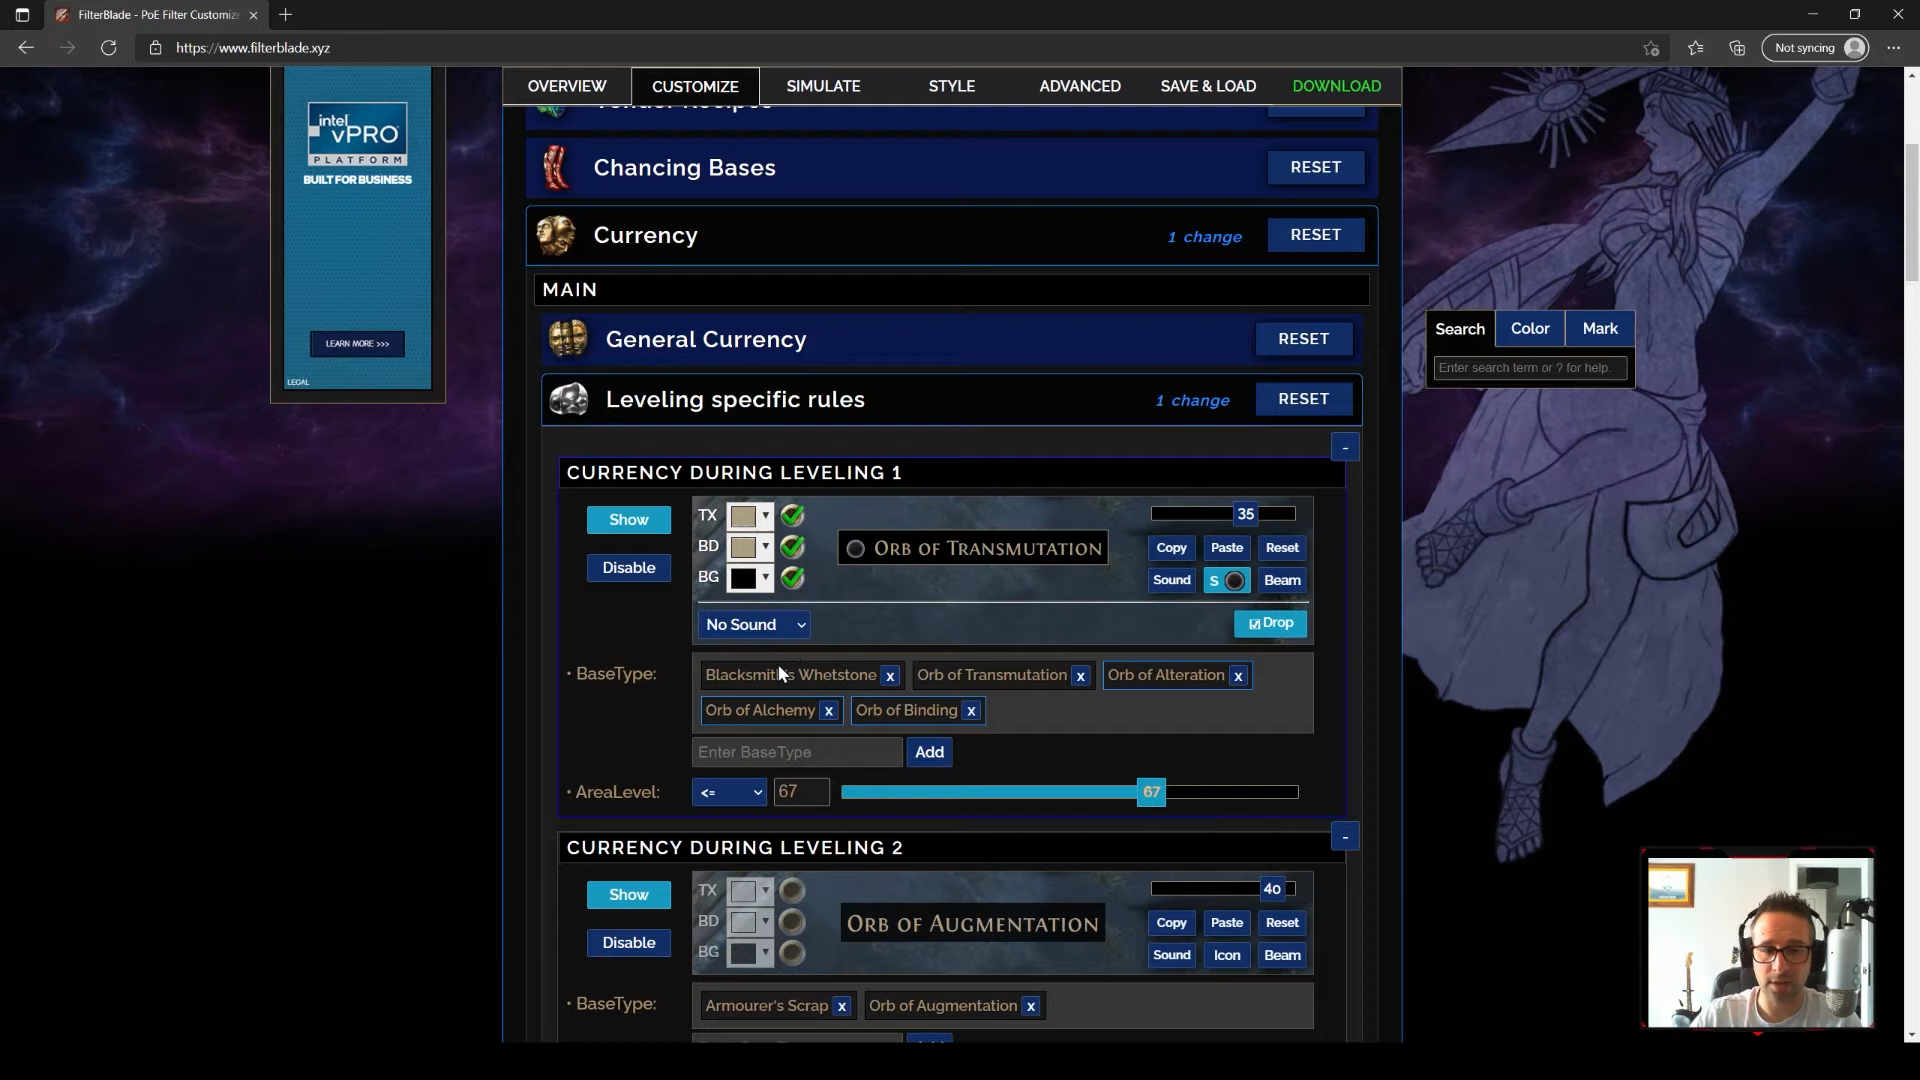 FilterBlade - PoE Filter Customize
https://www.filterblade.xyz
Not syncing
OVERVIEW CUSTOMIZE SIMULATE STYLE ADVANCED SAVE & LOAD DOWNLOAD
intel
vPRO
PLATFORM
BUILT FOR BUSINESS
LEARN MORE >>>
LEGAL
Chancing Bases RESET
Currency 1 change RESET
MAIN
General Currency RESET
Leveling specific rules 1 change RESET
-
Search Color Mark
Enter search term or ? for help.
CURRENCY DURING LEVELING 1
Show
Disable
TX
BD
BG
Orb of Transmutation
35
Copy Paste Reset
Sound S Beam
No Sound Drop
• BaseType:
Blacksmith's Whetstone x Orb of Transmutation x Orb of Alteration x
Orb of Alchemy x Orb of Binding x
Enter BaseType Add
• AreaLevel: <= 67 67
-
CURRENCY DURING LEVELING 2
Show
Disable
TX
BD
BG
Orb of Augmentation
40
Copy Paste Reset
Sound Icon Beam
• BaseType:
Armourer's Scrap x Orb of Augmentation x